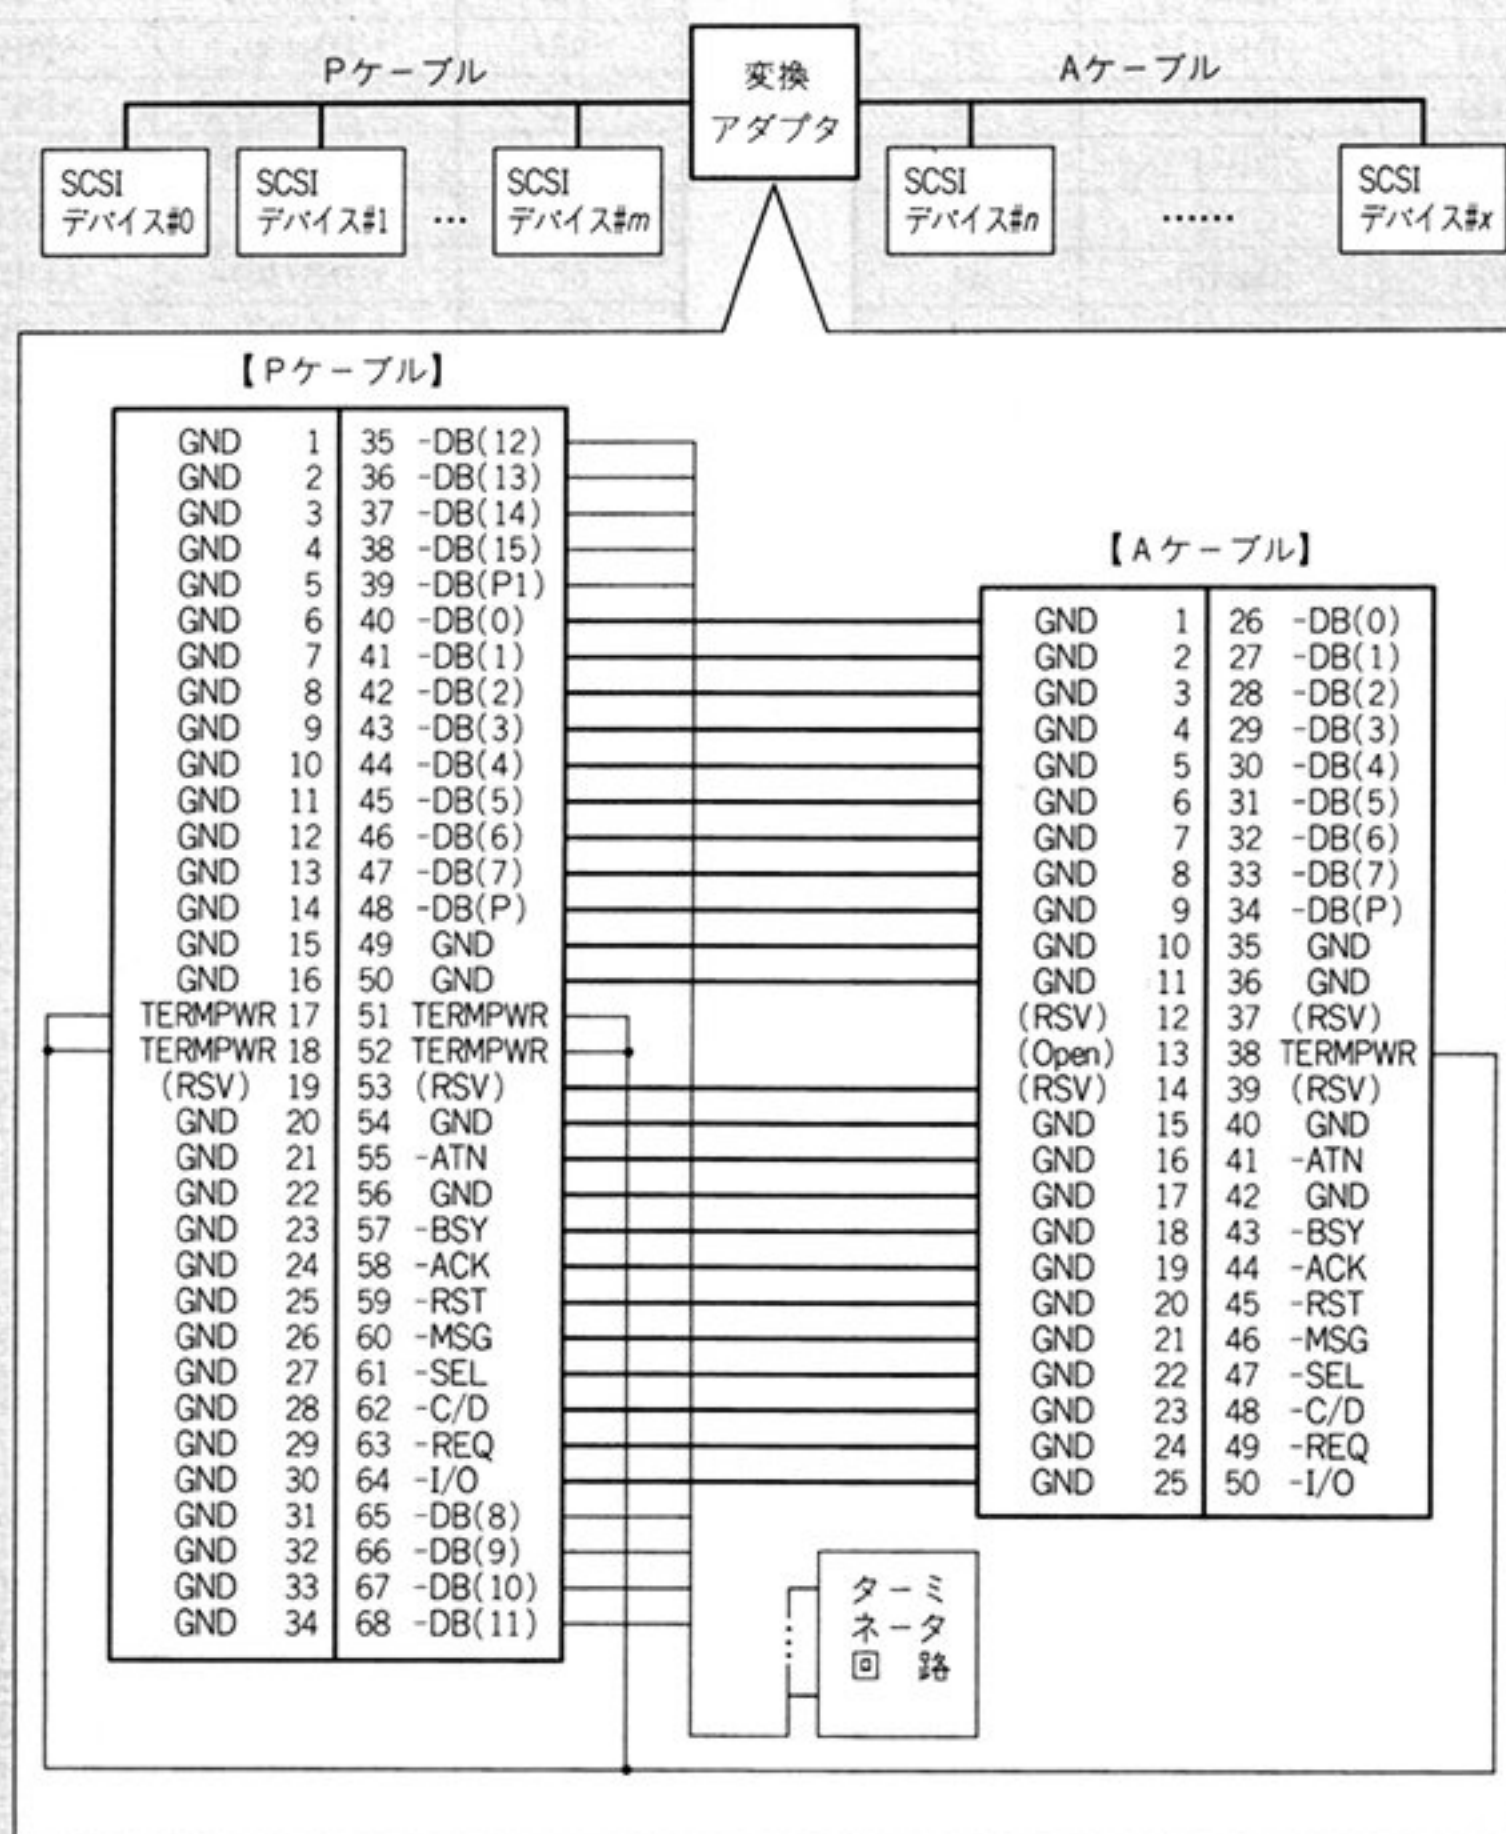 Pケーブル
変換
アダプタ
Aケーブル
SCSI
デバイス#0
SCSI
デバイス#1
…
SCSI
デバイス#m
SCSI
デバイス#n
……
SCSI
デバイス#x
【Pケーブル】
GND 1 35 -DB(12)
GND 2 36 -DB(13)
GND 3 37 -DB(14)
GND 4 38 -DB(15)
GND 5 39 -DB(P1)
GND 6 40 -DB(0)
GND 7 41 -DB(1)
GND 8 42 -DB(2)
GND 9 43 -DB(3)
GND 10 44 -DB(4)
GND 11 45 -DB(5)
GND 12 46 -DB(6)
GND 13 47 -DB(7)
GND 14 48 -DB(P)
GND 15 49 GND
GND 16 50 GND
TERMPWR 17 51 TERMPWR
TERMPWR 18 52 TERMPWR
(RSV) 19 53 (RSV)
GND 20 54 GND
GND 21 55 -ATN
GND 22 56 GND
GND 23 57 -BSY
GND 24 58 -ACK
GND 25 59 -RST
GND 26 60 -MSG
GND 27 61 -SEL
GND 28 62 -C/D
GND 29 63 -REQ
GND 30 64 -I/O
GND 31 65 -DB(8)
GND 32 66 -DB(9)
GND 33 67 -DB(10)
GND 34 68 -DB(11)
【Aケーブル】
GND 1 26 -DB(0)
GND 2 27 -DB(1)
GND 3 28 -DB(2)
GND 4 29 -DB(3)
GND 5 30 -DB(4)
GND 6 31 -DB(5)
GND 7 32 -DB(6)
GND 8 33 -DB(7)
GND 9 34 -DB(P)
GND 10 35 GND
GND 11 36 GND
(RSV) 12 37 (RSV)
(Open) 13 38 TERMPWR
(RSV) 14 39 (RSV)
GND 15 40 GND
GND 16 41 -ATN
GND 17 42 GND
GND 18 43 -BSY
GND 19 44 -ACK
GND 20 45 -RST
GND 21 46 -MSG
GND 22 47 -SEL
GND 23 48 -C/D
GND 24 49 -REQ
GND 25 50 -I/O
ターミ
ネータ
回路